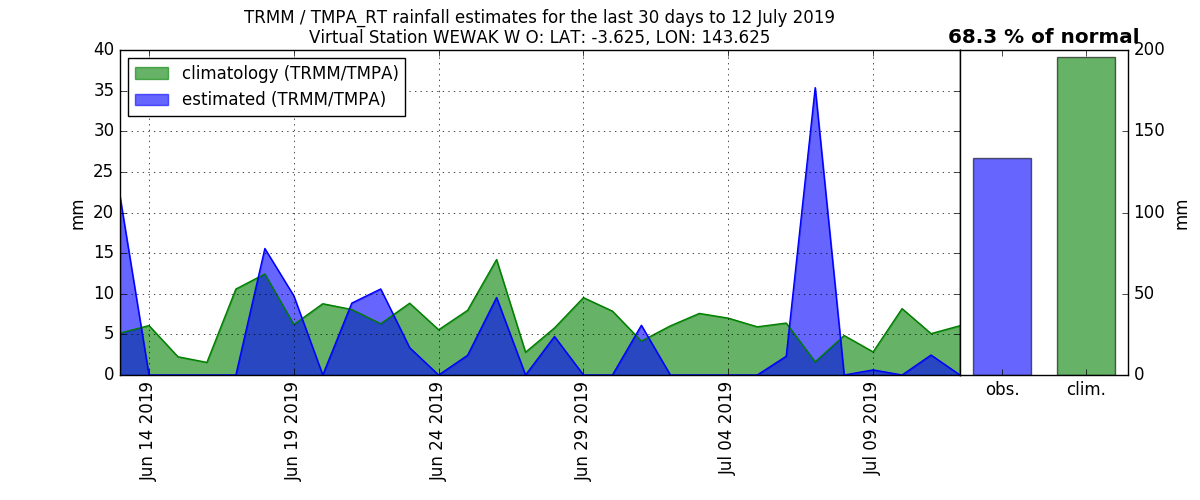 TRMM / TMPA_RT rainfall estimates for the last 30 days to 12 July 2019
Virtual Station WEWAK W O: LAT: -3.625, LON: 143.625
68.3 % of normal
climatology (TRMM/TMPA)
estimated (TRMM/TMPA)
40
35
30
25
20
15
10
5
0
mm
Jun 14 2019
Jun 19 2019
Jun 24 2019
Jun 29 2019
Jul 04 2019
Jul 09 2019
obs.
clim.
200
150
100
50
0
mm